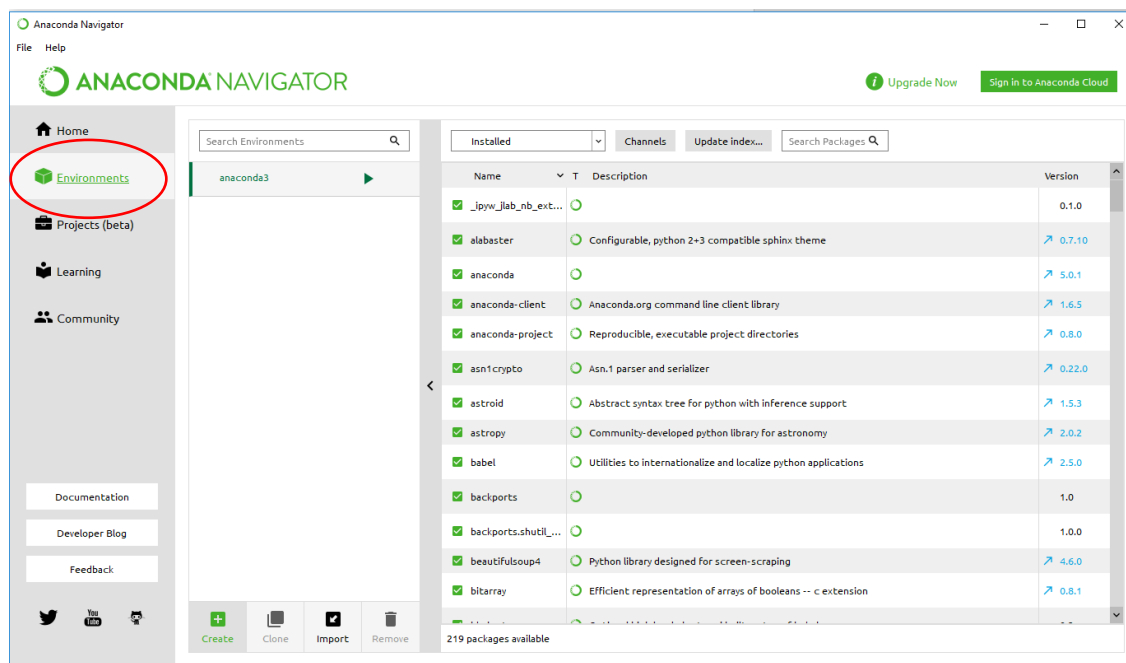 Anaconda Navigator
File Help
ANACONDA NAVIGATOR
Upgrade Now
Sign in to Anaconda Cloud
Home
Environments
Projects (beta)
Learning
Community
Documentation
Developer Blog
Feedback
You Tube
Search Environments
anaconda3
Create Clone Import Remove
Installed Channels Update index... Search Packages
Name T Description Version
_ipyw_jlab_nb_ext... 0.1.0
alabaster Configurable, python 2+3 compatible sphinx theme 0.7.10
anaconda 5.0.1
anaconda-client Anaconda.org command line client library 1.6.5
anaconda-project Reproducible, executable project directories 0.8.0
asn1crypto Asn.1 parser and serializer 0.22.0
astroid Abstract syntax tree for python with inference support 1.5.3
astropy Community-developed python library for astronomy 2.0.2
babel Utilities to internationalize and localize python applications 2.5.0
backports 1.0
backports.shutil_... 1.0.0
beautifulsoup4 Python library designed for screen-scraping 4.6.0
bitarray Efficient representation of arrays of booleans -- c extension 0.8.1
219 packages available